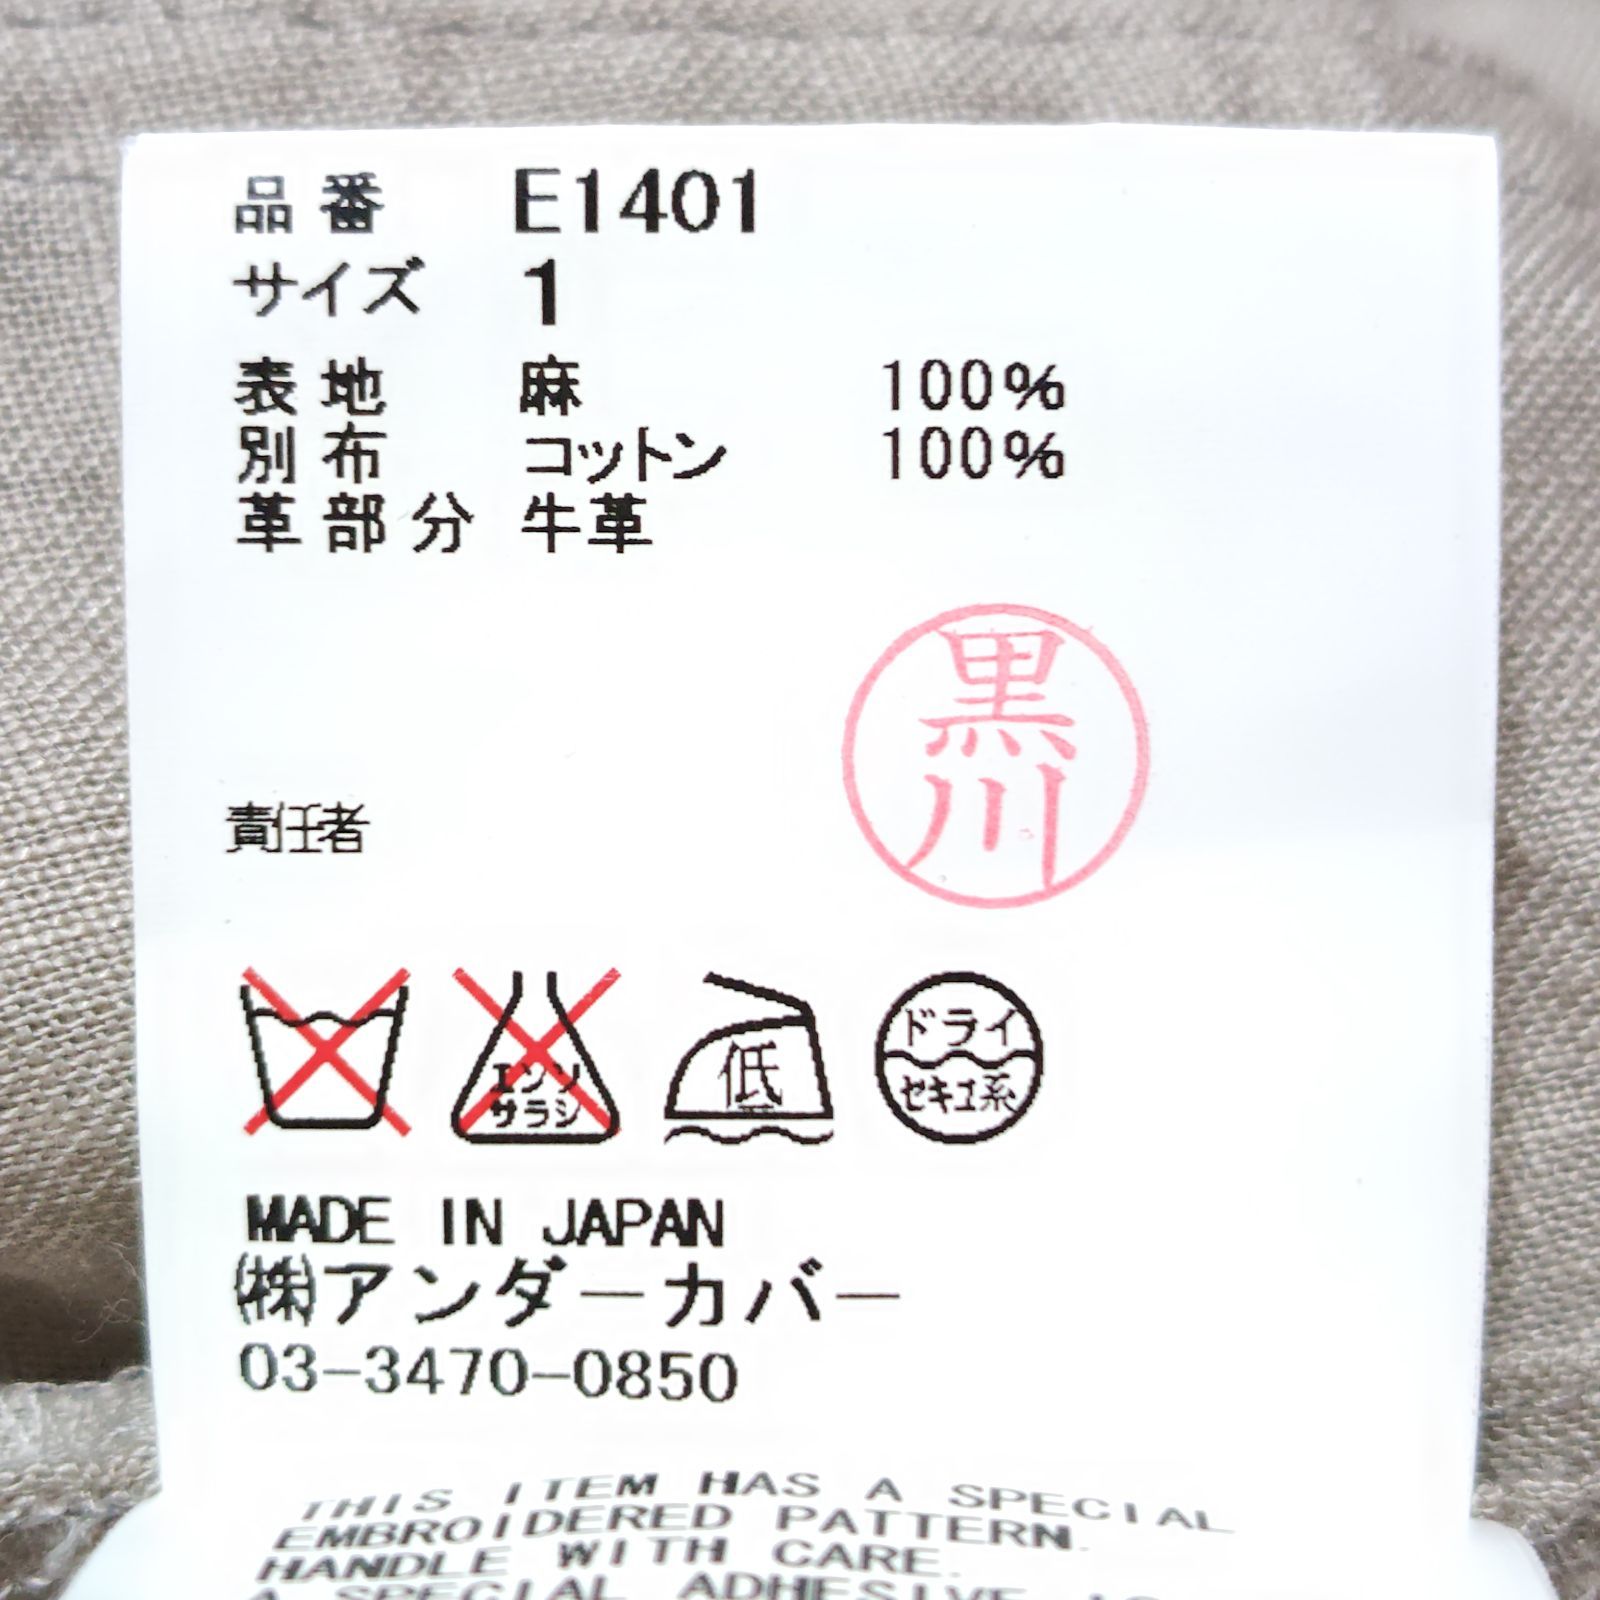 品番 E1401
サイズ 1
表地 麻 100%
別布 コットン 100%
革部分 牛革
黒川
責任者
エンソ
サラシ
低
ドライ
セキユ系
MADE IN JAPAN
㈱アンダーカバー
03-3470-0850
THIS ITEM HAS A SPECIAL
EMBROIDERED PATTERN.
HANDLE WITH CARE.
A SPECIAL ADHESIVE